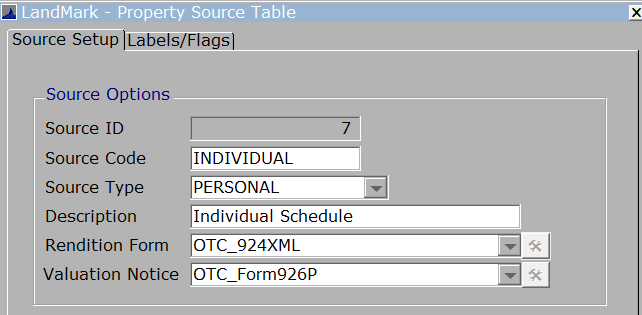 LandMark - Property Source Table
Source Setup Labels/Flags
Source Options
Source ID 7
Source Code INDIVIDUAL
Source Type PERSONAL
Description Individual Schedule
Rendition Form OTC_924XML
Valuation Notice OTC_Form926P